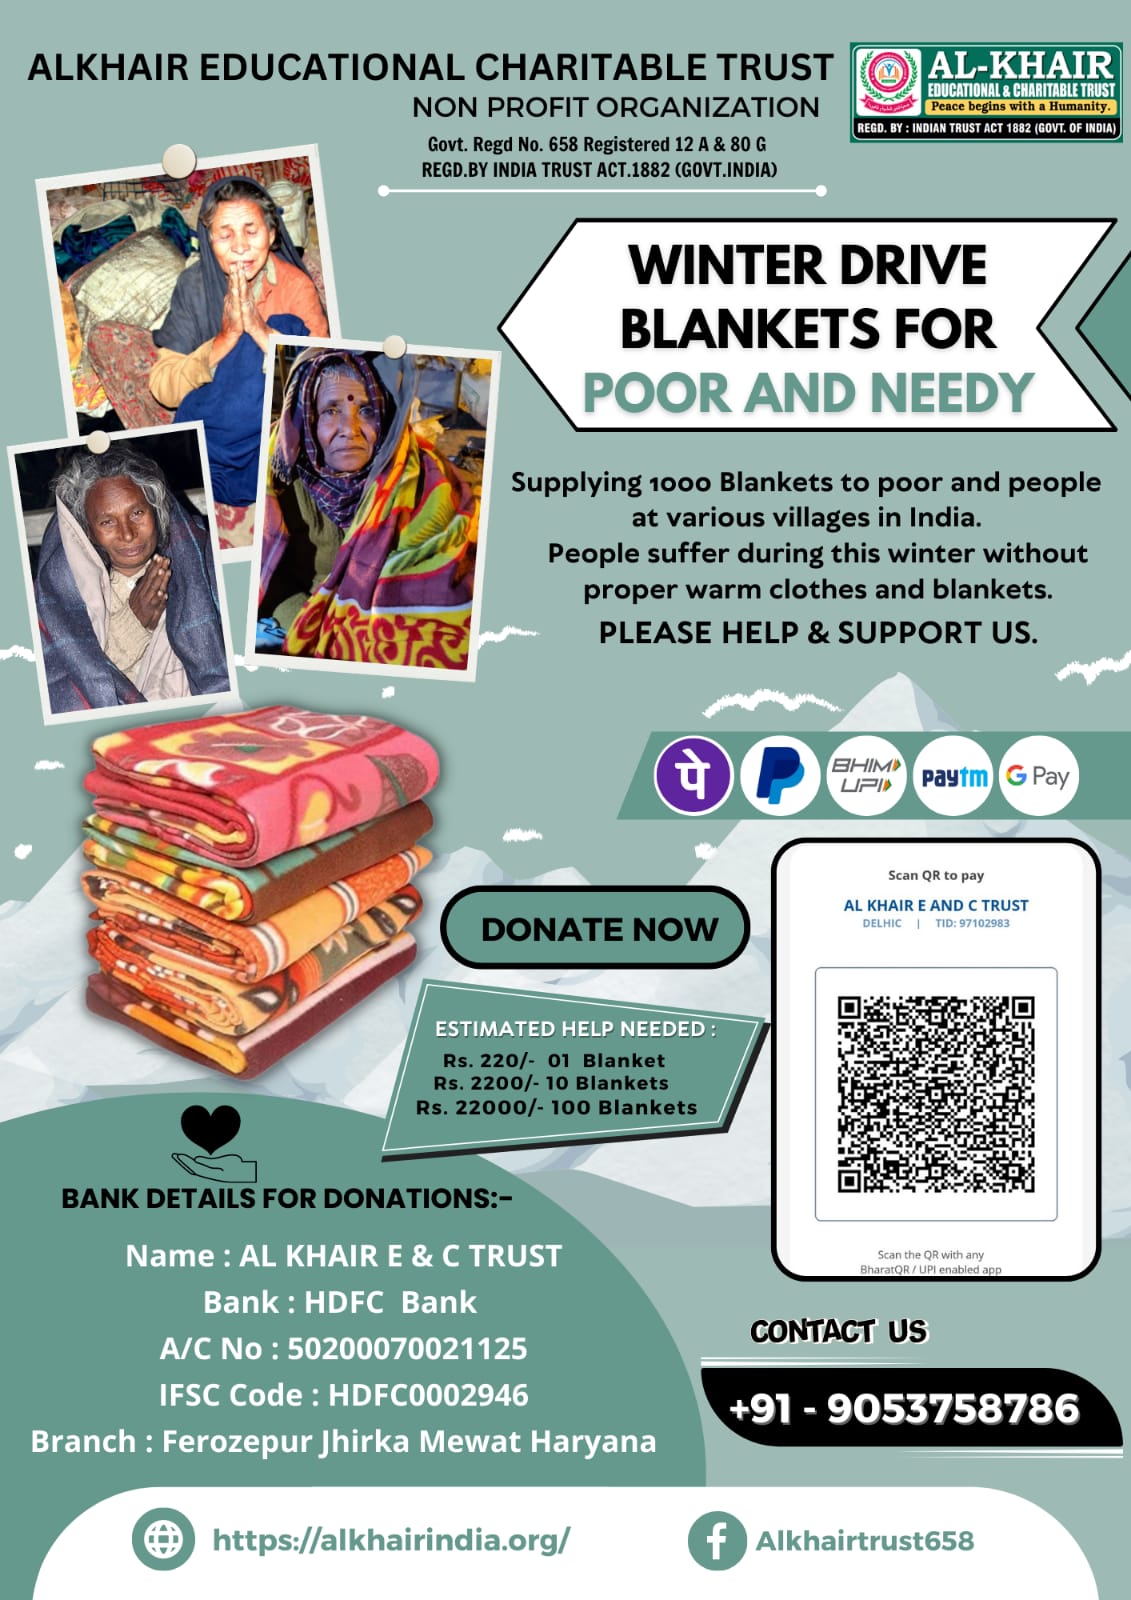 ALKHAIR EDUCATIONAL CHARITABLE TRUST
NON PROFIT ORGANIZATION
Govt. Regd No. 658 Registered 12 A & 80 G
REGD.BY INDIA TRUST ACT.1882 (GOVT.INDIA)
AL-KHAIR
EDUCATIONAL & CHARITABLE TRUST
Peace begins with a Humanity.
REGD. BY : INDIAN TRUST ACT 1882 (GOVT. OF INDIA)
WINTER DRIVE
BLANKETS FOR
POOR AND NEEDY
Supplying 1000 Blankets to poor and people
at various villages in India.
People suffer during this winter without
proper warm clothes and blankets.
PLEASE HELP & SUPPORT US.
पे
BHIM
UPI
paytm
G Pay
Scan QR to pay
AL KHAIR E AND C TRUST
DELHIC | TID: 97102983
DONATE NOW
ESTIMATED HELP NEEDED :
Rs. 220/- 01 Blanket
Rs. 2200/- 10 Blankets
Rs. 22000/- 100 Blankets
Scan the QR with any
BharatQR / UPI enabled app
BANK DETAILS FOR DONATIONS:-
Name : AL KHAIR E & C TRUST
Bank : HDFC Bank
A/C No : 50200070021125
IFSC Code : HDFC0002946
Branch : Ferozepur Jhirka Mewat Haryana
CONTACT US
+91 - 9053758786
https://alkhairindia.org/
Alkhairtrust658